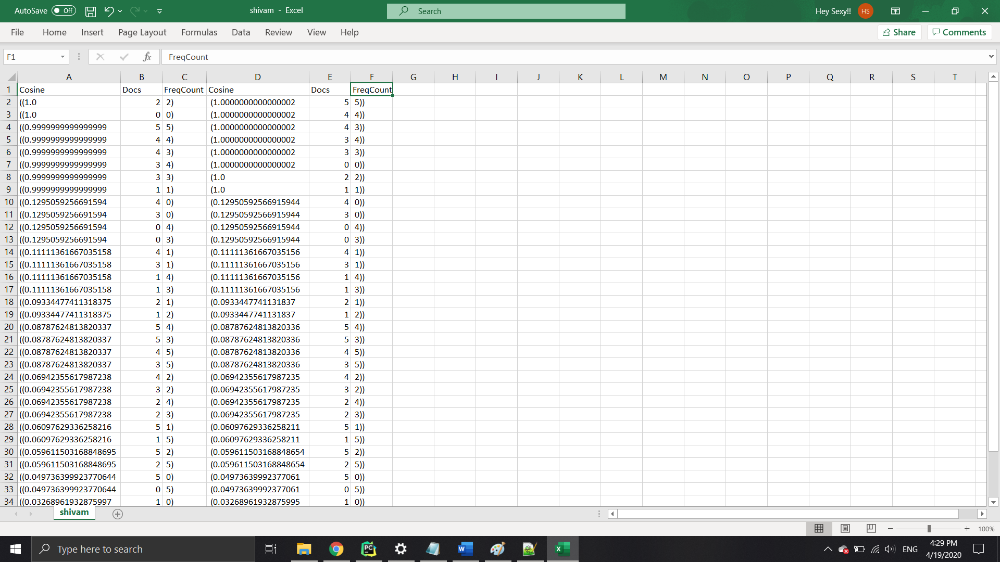 AutoSave Off shivam - Excel Search Hey Sexy!! HS
File Home Insert Page Layout Formulas Data Review View Help Share Comments
F1 fx FreqCount
A B C D E F G H I J K L M N O P Q R S T
1 Cosine Docs FreqCount Cosine Docs FreqCount
2 ((1.0 2 2) (1.0000000000000002 5 5))
3 ((1.0 0 0) (1.0000000000000002 4 4))
4 ((0.9999999999999999 5 5) (1.0000000000000002 4 3))
5 ((0.9999999999999999 4 4) (1.0000000000000002 3 4))
6 ((0.9999999999999999 4 3) (1.0000000000000002 3 3))
7 ((0.9999999999999999 3 4) (1.0000000000000002 0 0))
8 ((0.9999999999999999 3 3) (1.0 2 2))
9 ((0.9999999999999999 1 1) (1.0 1 1))
10 ((0.1295059256691594 4 0) (0.12950592566915944 4 0))
11 ((0.1295059256691594 3 0) (0.12950592566915944 3 0))
12 ((0.1295059256691594 0 4) (0.12950592566915944 0 4))
13 ((0.1295059256691594 0 3) (0.12950592566915944 0 3))
14 ((0.11111361667035158 4 1) (0.11111361667035156 4 1))
15 ((0.11111361667035158 3 1) (0.11111361667035156 3 1))
16 ((0.11111361667035158 1 4) (0.11111361667035156 1 4))
17 ((0.11111361667035158 1 3) (0.11111361667035156 1 3))
18 ((0.09334477411318375 2 1) (0.0933447741131837 2 1))
19 ((0.09334477411318375 1 2) (0.0933447741131837 1 2))
20 ((0.08787624813820337 5 4) (0.08787624813820336 5 4))
21 ((0.08787624813820337 5 3) (0.08787624813820336 5 3))
22 ((0.08787624813820337 4 5) (0.08787624813820336 4 5))
23 ((0.08787624813820337 3 5) (0.08787624813820336 3 5))
24 ((0.06942355617987238 4 2) (0.06942355617987235 4 2))
25 ((0.06942355617987238 3 2) (0.06942355617987235 3 2))
26 ((0.06942355617987238 2 4) (0.06942355617987235 2 4))
27 ((0.06942355617987238 2 3) (0.06942355617987235 2 3))
28 ((0.06097629336258216 5 1) (0.06097629336258211 5 1))
29 ((0.06097629336258216 1 5) (0.06097629336258211 1 5))
30 ((0.059611503168848695 5 2) (0.059611503168848654 5 2))
31 ((0.059611503168848695 2 5) (0.059611503168848654 2 5))
32 ((0.049736399923770644 5 0) (0.04973639992377061 5 0))
33 ((0.049736399923770644 0 5) (0.04973639992377061 0 5))
34 ((0.03268961932875997 1 0) (0.03268961932875995 1 0))
shivam
100%
Type here to search PC W X ENG 4:29 PM
4/19/2020